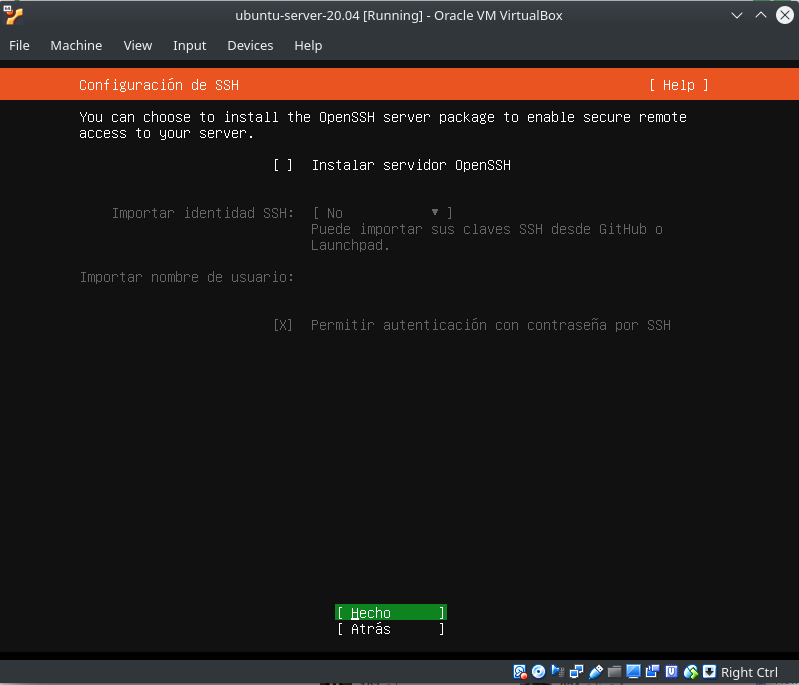 ubuntu-server-20.04 [Running] - Oracle VM VirtualBox
File Machine View Input Devices Help
Configuración de SSH [ Help ]
You can choose to install the OpenSSH server package to enable secure remote
access to your server.
[ ] Instalar servidor OpenSSH
Importar identidad SSH: [ No ▾ ]
Puede importar sus claves SSH desde GitHub o
Launchpad.
Importar nombre de usuario:
[X] Permitir autenticación con contraseña por SSH
[ Hecho ]
[ Atrás ]
Right Ctrl